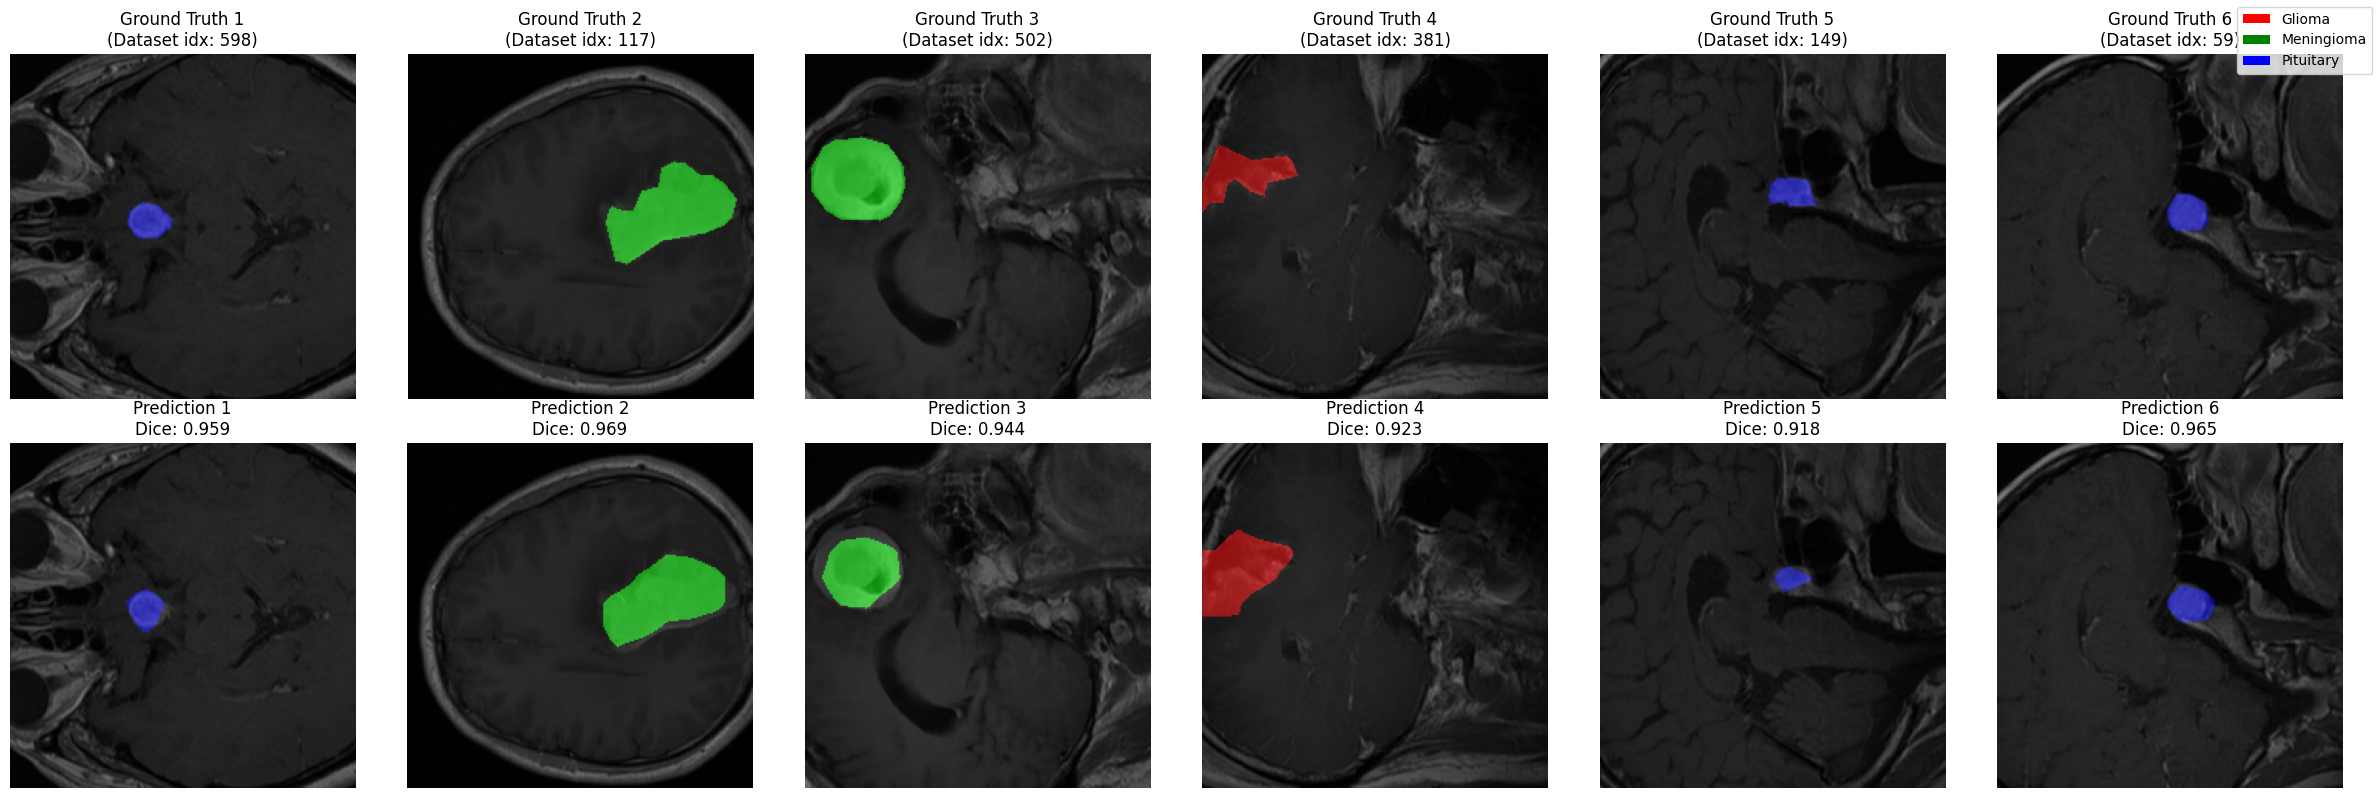 Ground Truth 1
(Dataset idx: 598)
Ground Truth 2
(Dataset idx: 117)
Ground Truth 3
(Dataset idx: 502)
Ground Truth 4
(Dataset idx: 381)
Ground Truth 5
(Dataset idx: 149)
Ground Truth 6
(Dataset idx: 59)
Glioma
Meningioma
Pituitary
Prediction 1
Dice: 0.959
Prediction 2
Dice: 0.969
Prediction 3
Dice: 0.944
Prediction 4
Dice: 0.923
Prediction 5
Dice: 0.918
Prediction 6
Dice: 0.965